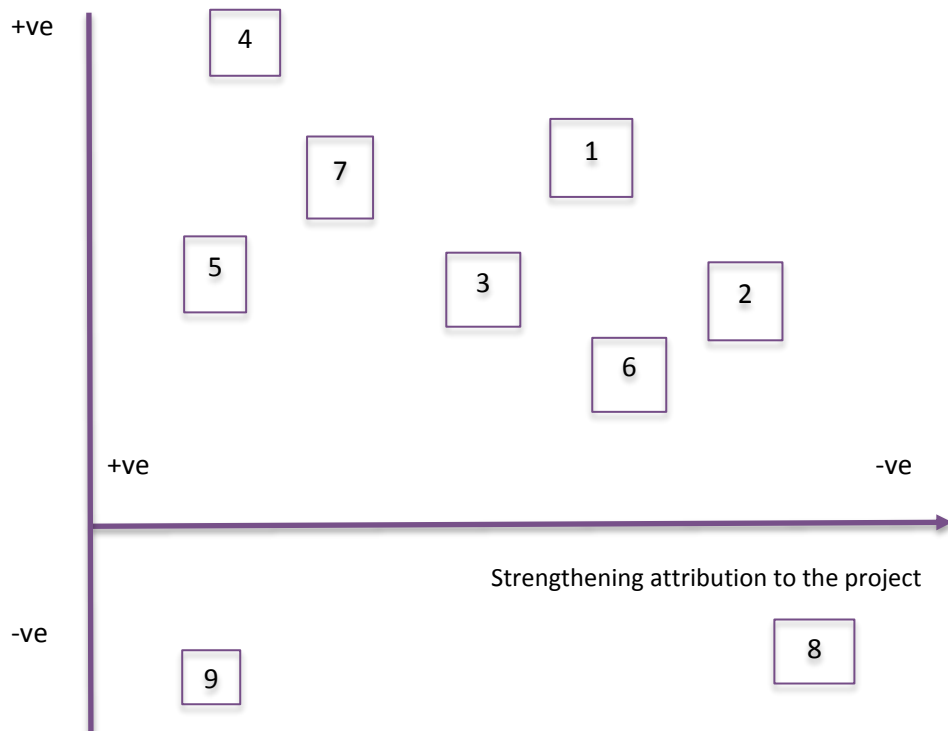 +ve
4
1
7
5
3
2
6
+ve
-ve
Strengthening attribution to the project
-ve
8
9